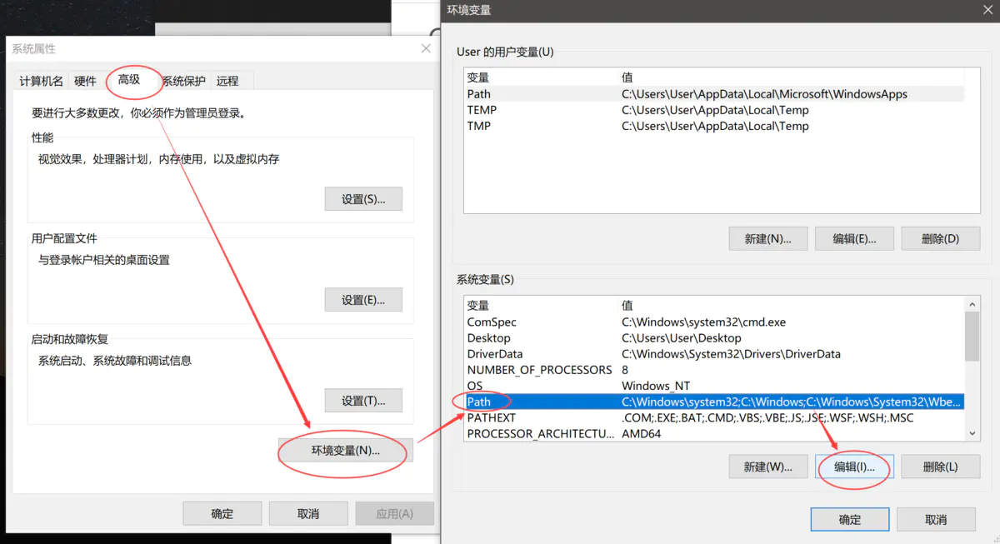 系统属性
计算机名 硬件 高级 系统保护 远程
要进行大多数更改，你必须作为管理员登录。
性能
视觉效果，处理器计划，内存使用，以及虚拟内存
设置(S)...
用户配置文件
与登录帐户相关的桌面设置
设置(E)...
启动和故障恢复
系统启动、系统故障和调试信息
设置(T)...
环境变量(N)...
确定 取消 应用(A)
环境变量
User 的用户变量(U)
变量 值
Path C:\Users\User\AppData\Local\Microsoft\WindowsApps
TEMP C:\Users\User\AppData\Local\Temp
TMP C:\Users\User\AppData\Local\Temp
新建(N)... 编辑(E)... 删除(D)
系统变量(S)
变量 值
ComSpec C:\Windows\system32\cmd.exe
Desktop C:\Users\User\Desktop
DriverData C:\Windows\System32\Drivers\DriverData
NUMBER_OF_PROCESSORS 8
OS Windows_NT
Path C:\Windows\system32;C:\Windows;C:\Windows\System32\Wbe...
PATHEXT .COM;.EXE;.BAT;.CMD;.VBS;.VBE;.JS;.JSE;.WSF;.WSH;.MSC
PROCESSOR_ARCHITECTU... AMD64
新建(W)... 编辑(I)... 删除(L)
确定 取消